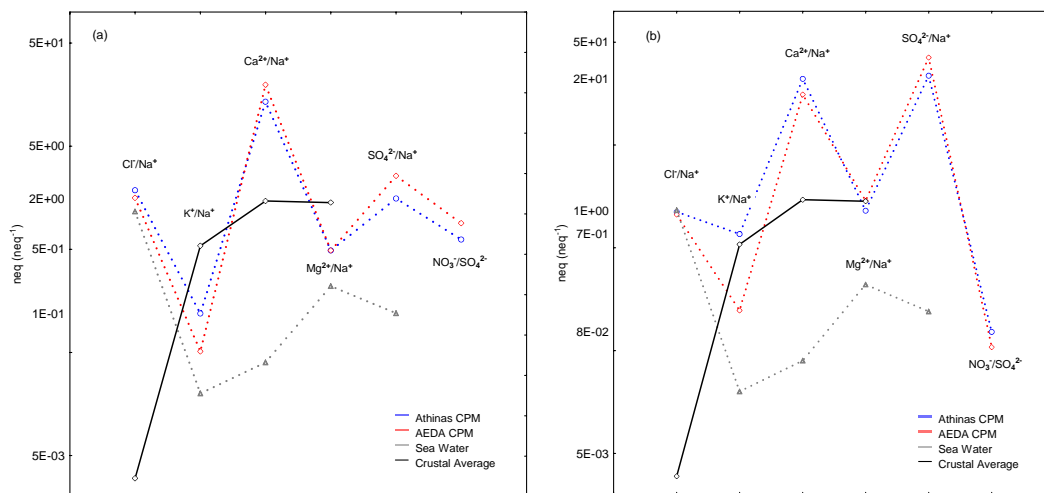 (a)
5E+01
5E+00
2E+00
5E-01
1E-01
5E-03
neq (neq⁻¹)
Cl⁻/Na⁺
K⁺/Na⁺
Ca²⁺/Na⁺
Mg²⁺/Na⁺
SO₄²⁻/Na⁺
NO₃⁻/SO₄²⁻
Athinas CPM
AEDA CPM
Sea Water
Crustal Average
(b)
5E+01
2E+01
1E+00
7E-01
8E-02
5E-03
neq (neq⁻¹)
Cl⁻/Na⁺
K⁺/Na⁺
Ca²⁺/Na⁺
Mg²⁺/Na⁺
SO₄²⁻/Na⁺
NO₃⁻/SO₄²⁻
Athinas CPM
AEDA CPM
Sea Water
Crustal Average